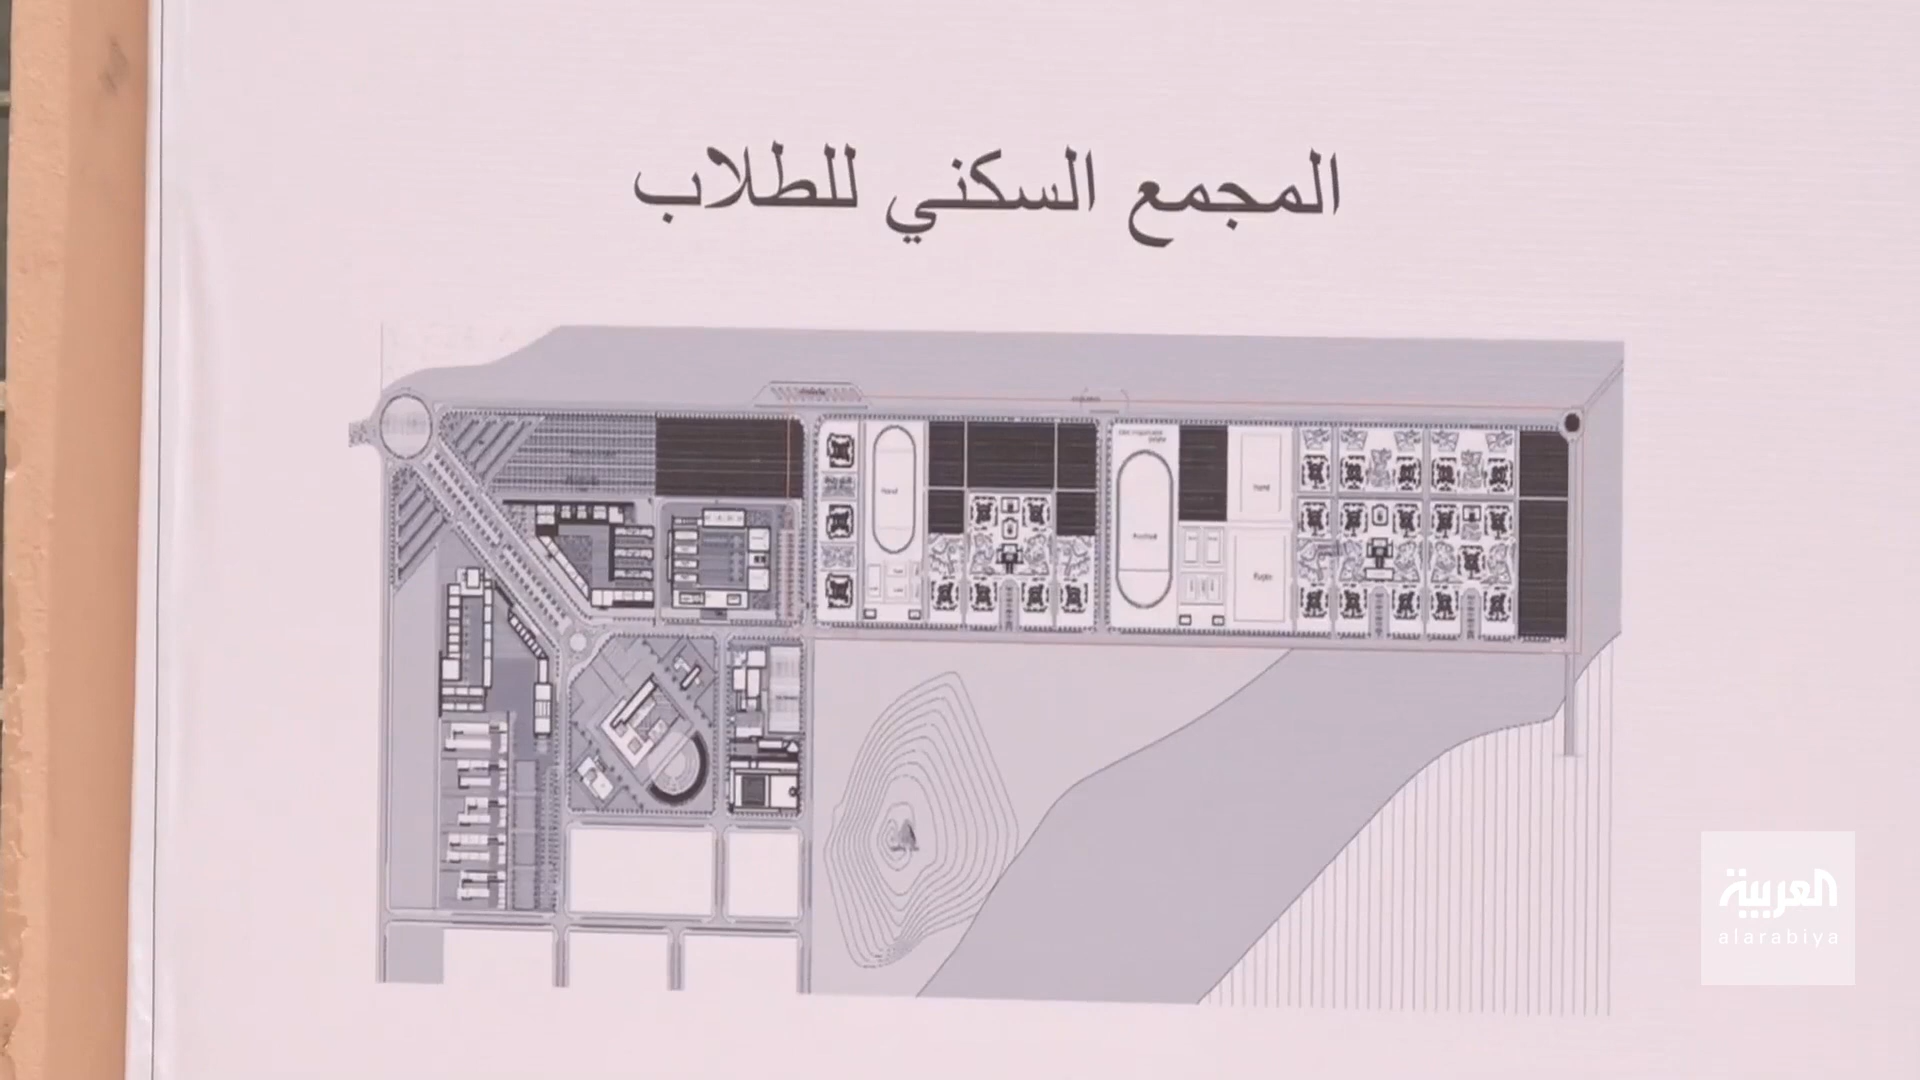 المجمع السكني للطلاب
العربية
alarabiya